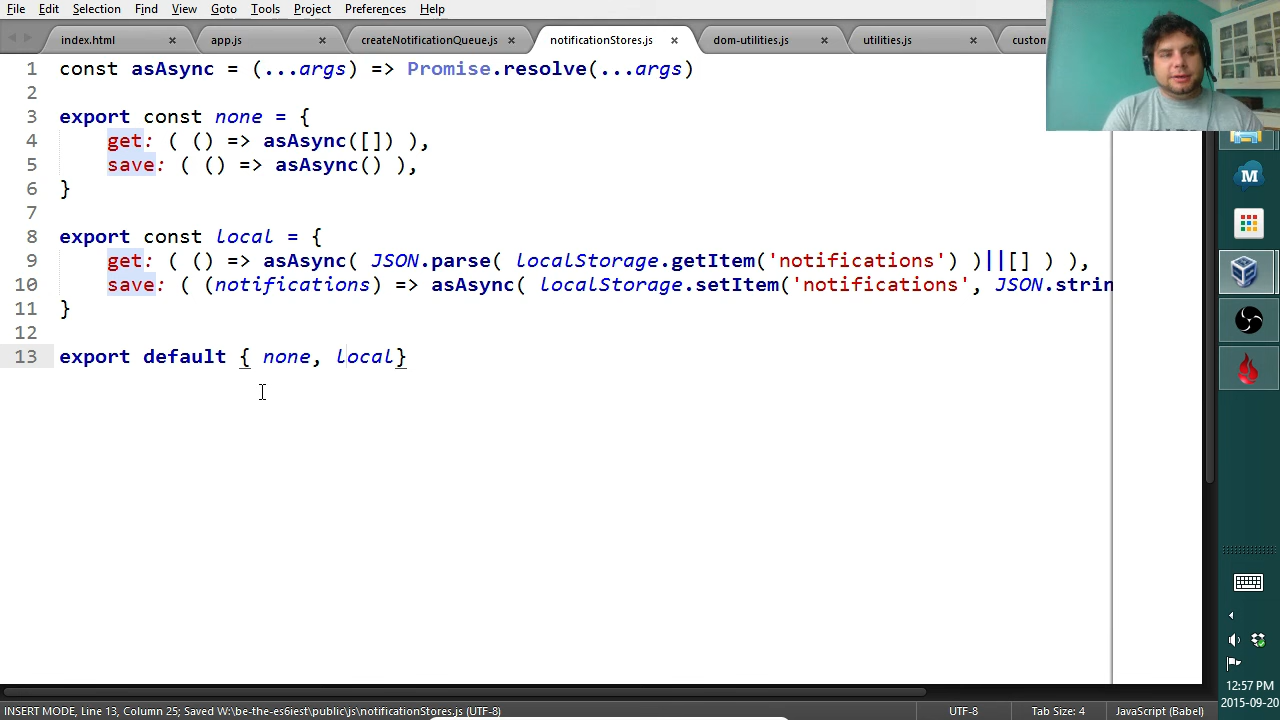 File Edit Selection Find View Goto Tools Project Preferences Help
index.html × app.js × createNotificationQueue.js × notificationStores.js × dom-utilities.js × utilities.js × custom
1 const asAsync = (...args) => Promise.resolve(...args)
2
3 export const none = {
4 get: ( () => asAsync([]) ),
5 save: ( () => asAsync() ),
6 }
7
8 export const local = {
9 get: ( () => asAsync( JSON.parse( localStorage.getItem('notifications') )||[] ) ),
10 save: ( (notifications) => asAsync( localStorage.setItem('notifications', JSON.strin
11 }
12
13 export default { none, local}
M
12:57 PM
2015-09-20
INSERT MODE, Line 13, Column 25; Saved W:\be-the-es6iest\public\js\notificationStores.js (UTF-8) UTF-8 Tab Size: 4 JavaScript (Babel)